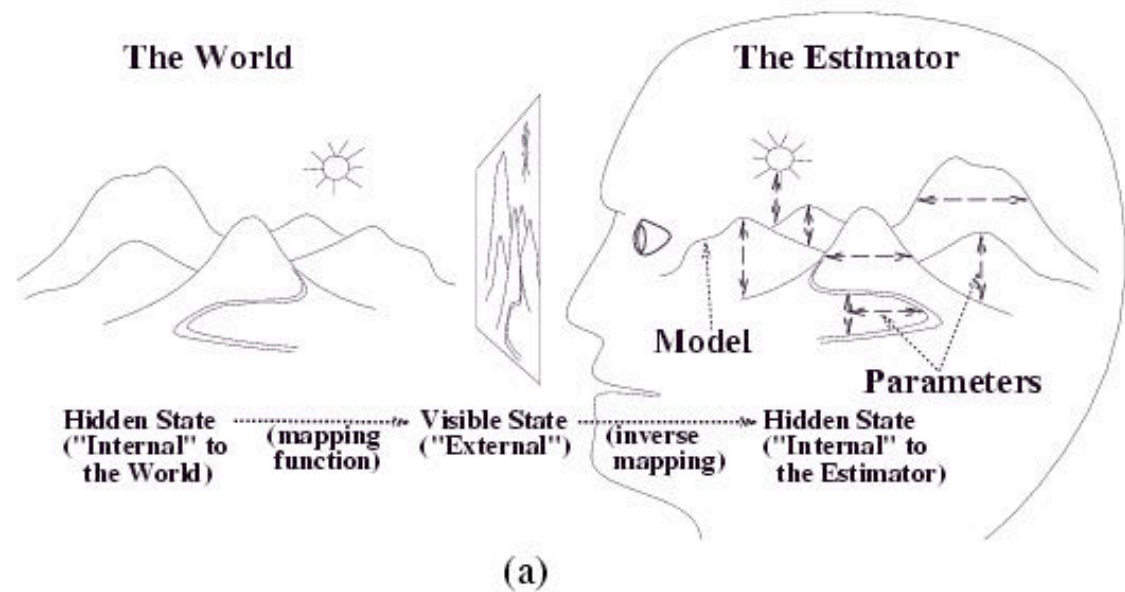 The World
The Estimator
Model
Parameters
Hidden State
("Internal" to
the World)
(mapping
function)
Visible State
("External")
(inverse
mapping)
Hidden State
("Internal" to
the Estimator)
(a)